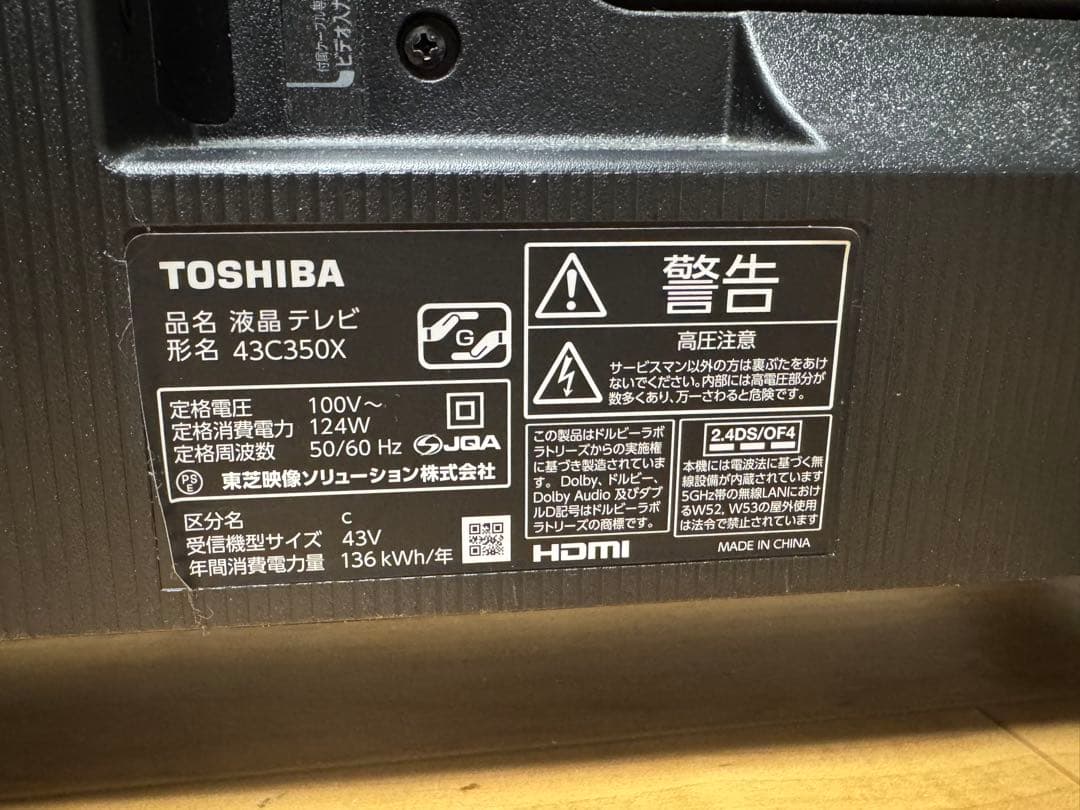 付属ケーブル
ビデオ入力
TOSHIBA
品名 液晶テレビ
形名 43C350X
G
定格電圧 100V~
定格消費電力 124W
定格周波数 50/60 Hz
JQA
PS
E
東芝映像ソリューション株式会社
区分名 C
受信機型サイズ 43V
年間消費電力量 136 kWh/年
警告
高圧注意
サービスマン以外の方は裏ぶたをあけ
ないでください。内部には高電圧部分が
数多くあり、万一さわると危険です。
この製品はドルビーラボ
ラトリーズからの実施権
に基づき製造されていま
す。Dolby、ドルビー、
Dolby Audio 及びダブ
ルD記号はドルビーラボ
ラトリーズの商標です。
2.4DS/OF4
本機には電波法に基づく無
線設備が内蔵されています
5GHz帯の無線LANにおけ
るW52, W53の屋外使用
は法令で禁止されています
HDMI
MADE IN CHINA